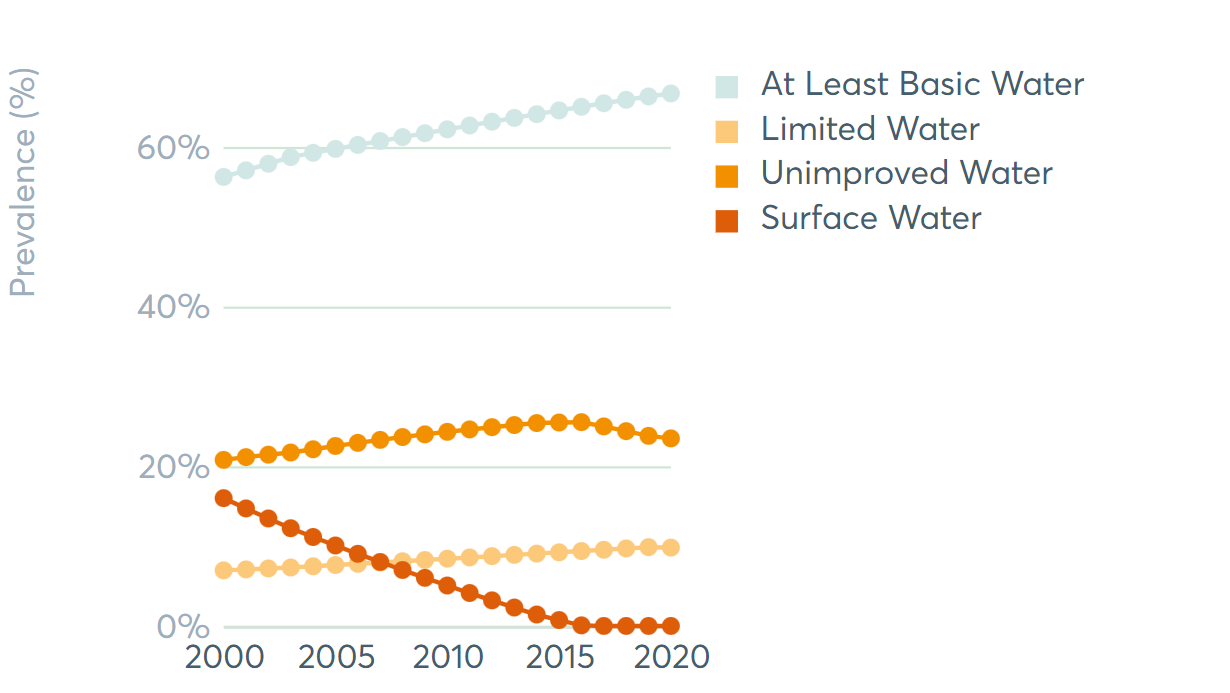 Prevalence (%)
60%
40%
20%
0%
2000 2005 2010 2015 2020
At Least Basic Water
Limited Water
Unimproved Water
Surface Water